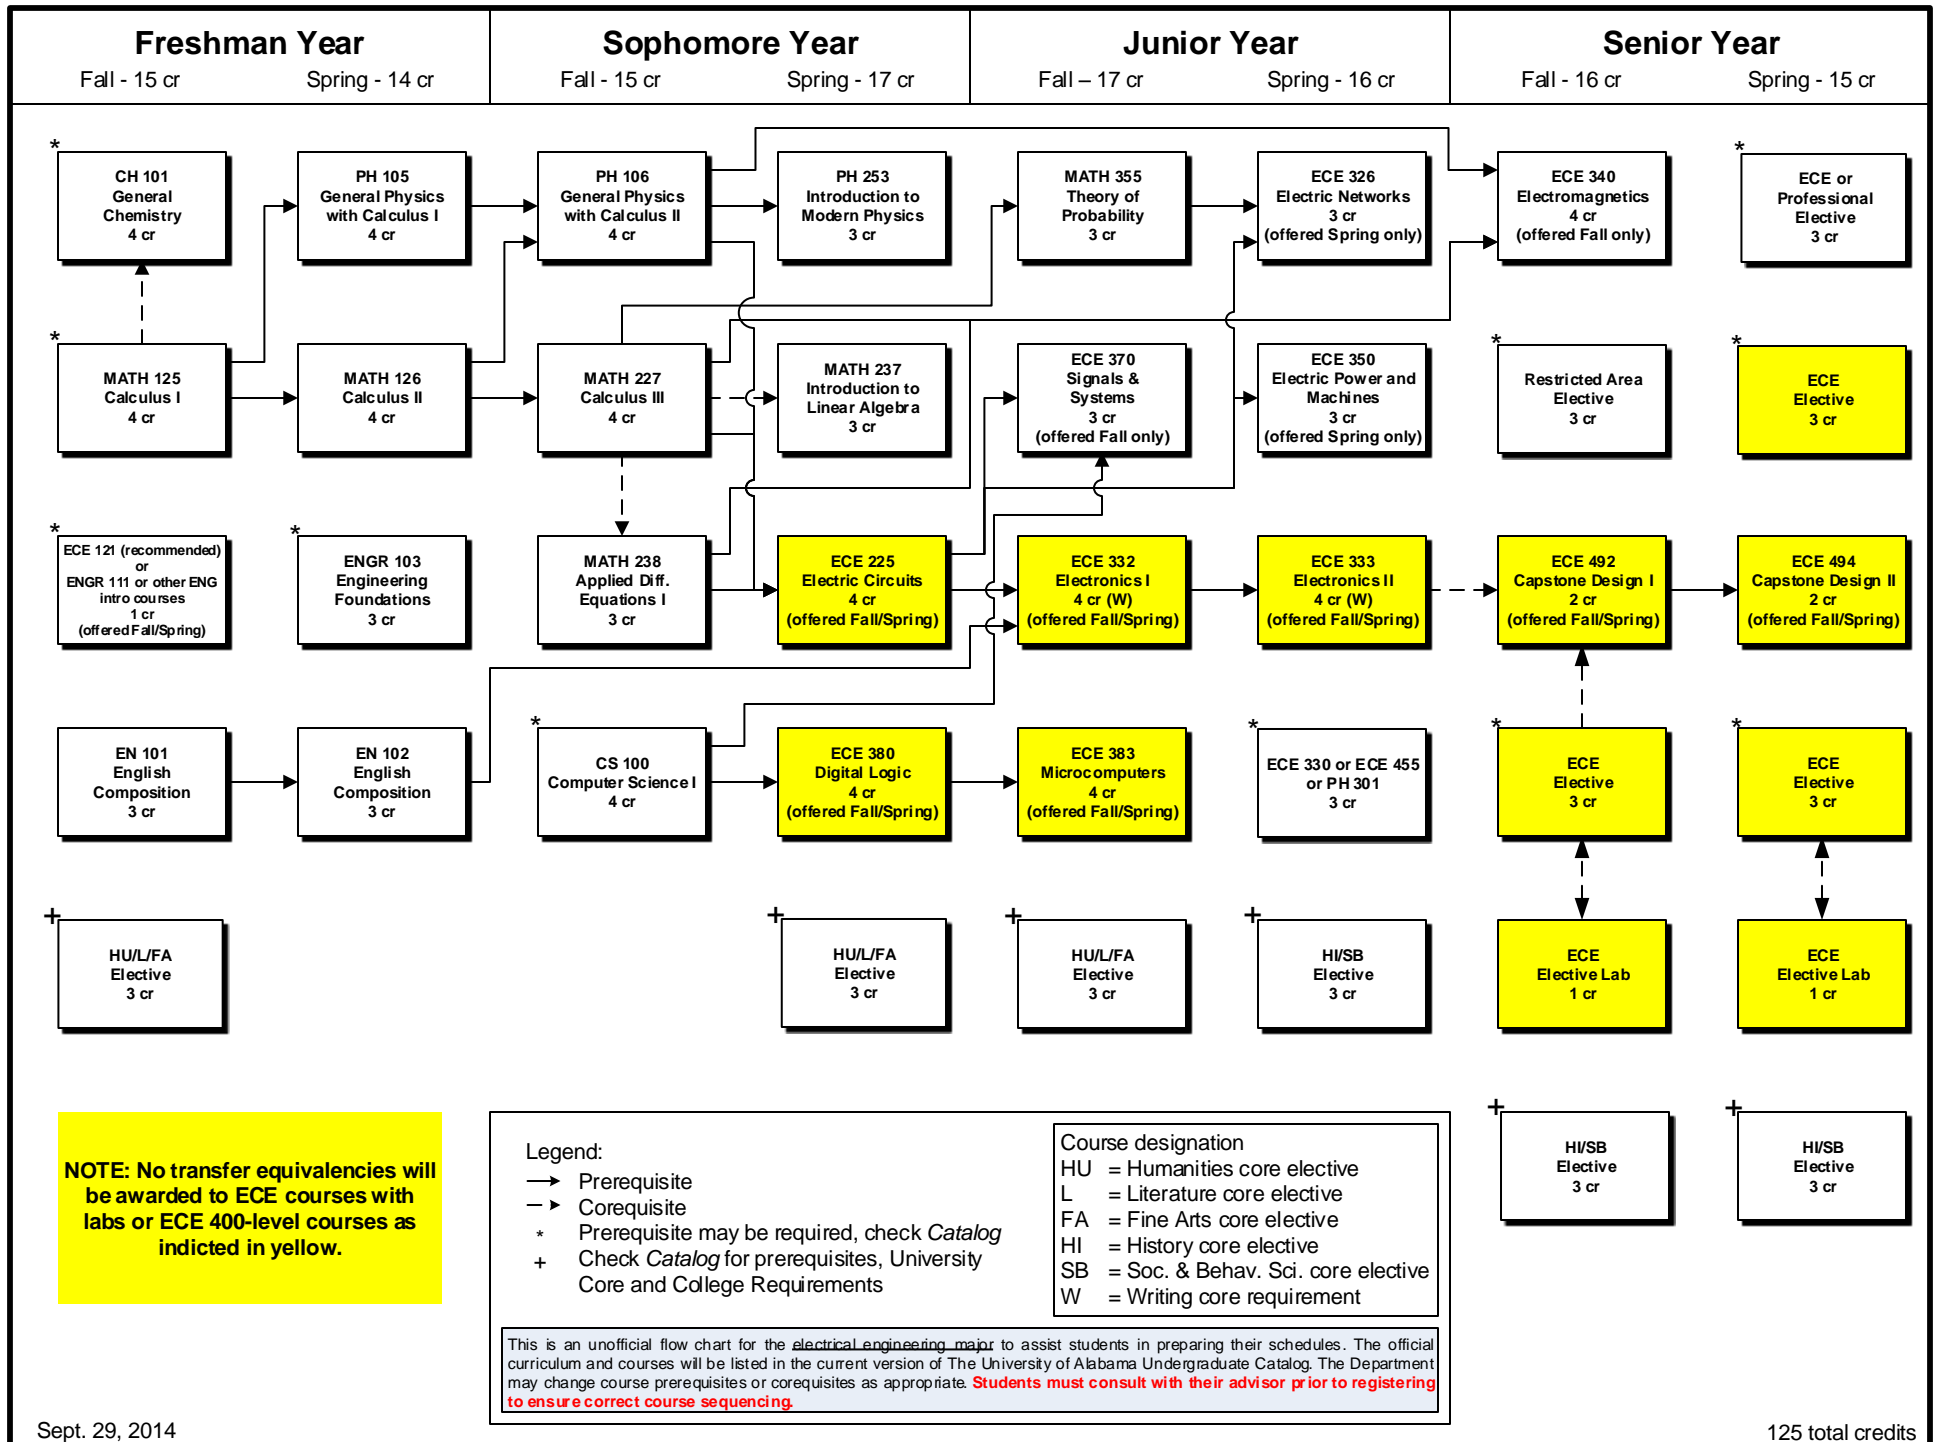 Freshman Year
Fall - 15 cr
Spring - 14 cr
Sophomore Year
Fall - 15 cr
Spring - 17 cr
Junior Year
Fall – 17 cr
Spring - 16 cr
Senior Year
Fall - 16 cr
Spring - 15 cr
*
CH 101
General
Chemistry
4 cr
PH 105
General Physics
with Calculus I
4 cr
PH 106
General Physics
with Calculus II
4 cr
PH 253
Introduction to
Modern Physics
3 cr
MATH 355
Theory of
Probability
3 cr
ECE 326
Electric Networks
3 cr
(offered Spring only)
ECE 340
Electromagnetics
4 cr
(offered Fall only)
*
ECE or
Professional
Elective
3 cr
*
MATH 125
Calculus I
4 cr
MATH 126
Calculus II
4 cr
MATH 227
Calculus III
4 cr
MATH 237
Introduction to
Linear Algebra
3 cr
ECE 370
Signals &
Systems
3 cr
(offered Fall only)
ECE 350
Electric Power and
Machines
3 cr
(offered Spring only)
*
Restricted Area
Elective
3 cr
*
ECE
Elective
3 cr
*
ECE 121 (recommended)
or
ENGR 111 or other ENG
intro courses
1 cr
(offered Fall/Spring)
*
ENGR 103
Engineering
Foundations
3 cr
MATH 238
Applied Diff.
Equations I
3 cr
ECE 225
Electric Circuits
4 cr
(offered Fall/Spring)
ECE 332
Electronics I
4 cr (W)
(offered Fall/Spring)
ECE 333
Electronics II
4 cr (W)
(offered Fall/Spring)
ECE 492
Capstone Design I
2 cr
(offered Fall/Spring)
ECE 494
Capstone Design II
2 cr
(offered Fall/Spring)
EN 101
English
Composition
3 cr
EN 102
English
Composition
3 cr
*
CS 100
Computer Science I
4 cr
ECE 380
Digital Logic
4 cr
(offered Fall/Spring)
ECE 383
Microcomputers
4 cr
(offered Fall/Spring)
*
ECE 330 or ECE 455
or PH 301
3 cr
*
ECE
Elective
3 cr
*
ECE
Elective
3 cr
+
HU/L/FA
Elective
3 cr
+
HU/L/FA
Elective
3 cr
+
HU/L/FA
Elective
3 cr
+
HI/SB
Elective
3 cr
ECE
Elective Lab
1 cr
ECE
Elective Lab
1 cr
+
HI/SB
Elective
3 cr
+
HI/SB
Elective
3 cr
NOTE: No transfer equivalencies will
be awarded to ECE courses with
labs or ECE 400-level courses as
indicted in yellow.
Legend:
Prerequisite
Corequisite
* Prerequisite may be required, check Catalog
+ Check Catalog for prerequisites, University
Core and College Requirements
Course designation
HU = Humanities core elective
L = Literature core elective
FA = Fine Arts core elective
HI = History core elective
SB = Soc. & Behav. Sci. core elective
W = Writing core requirement
This is an unofficial flow chart for the electrical engineering major to assist students in preparing their schedules. The official
curriculum and courses will be listed in the current version of The University of Alabama Undergraduate Catalog. The Department
may change course prerequisites or corequisites as appropriate. Students must consult with their advisor prior to registering
to ensure correct course sequencing.
Sept. 29, 2014
125 total credits